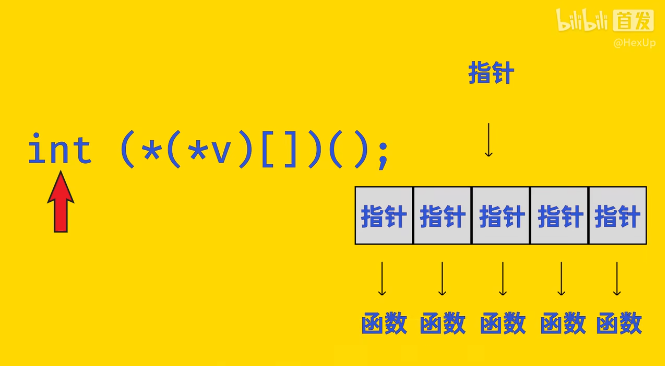 bilibili 首发
@HexUp
指针
int (*(*v)[])();
指针 指针 指针 指针 指针
函数 函数 函数 函数 函数